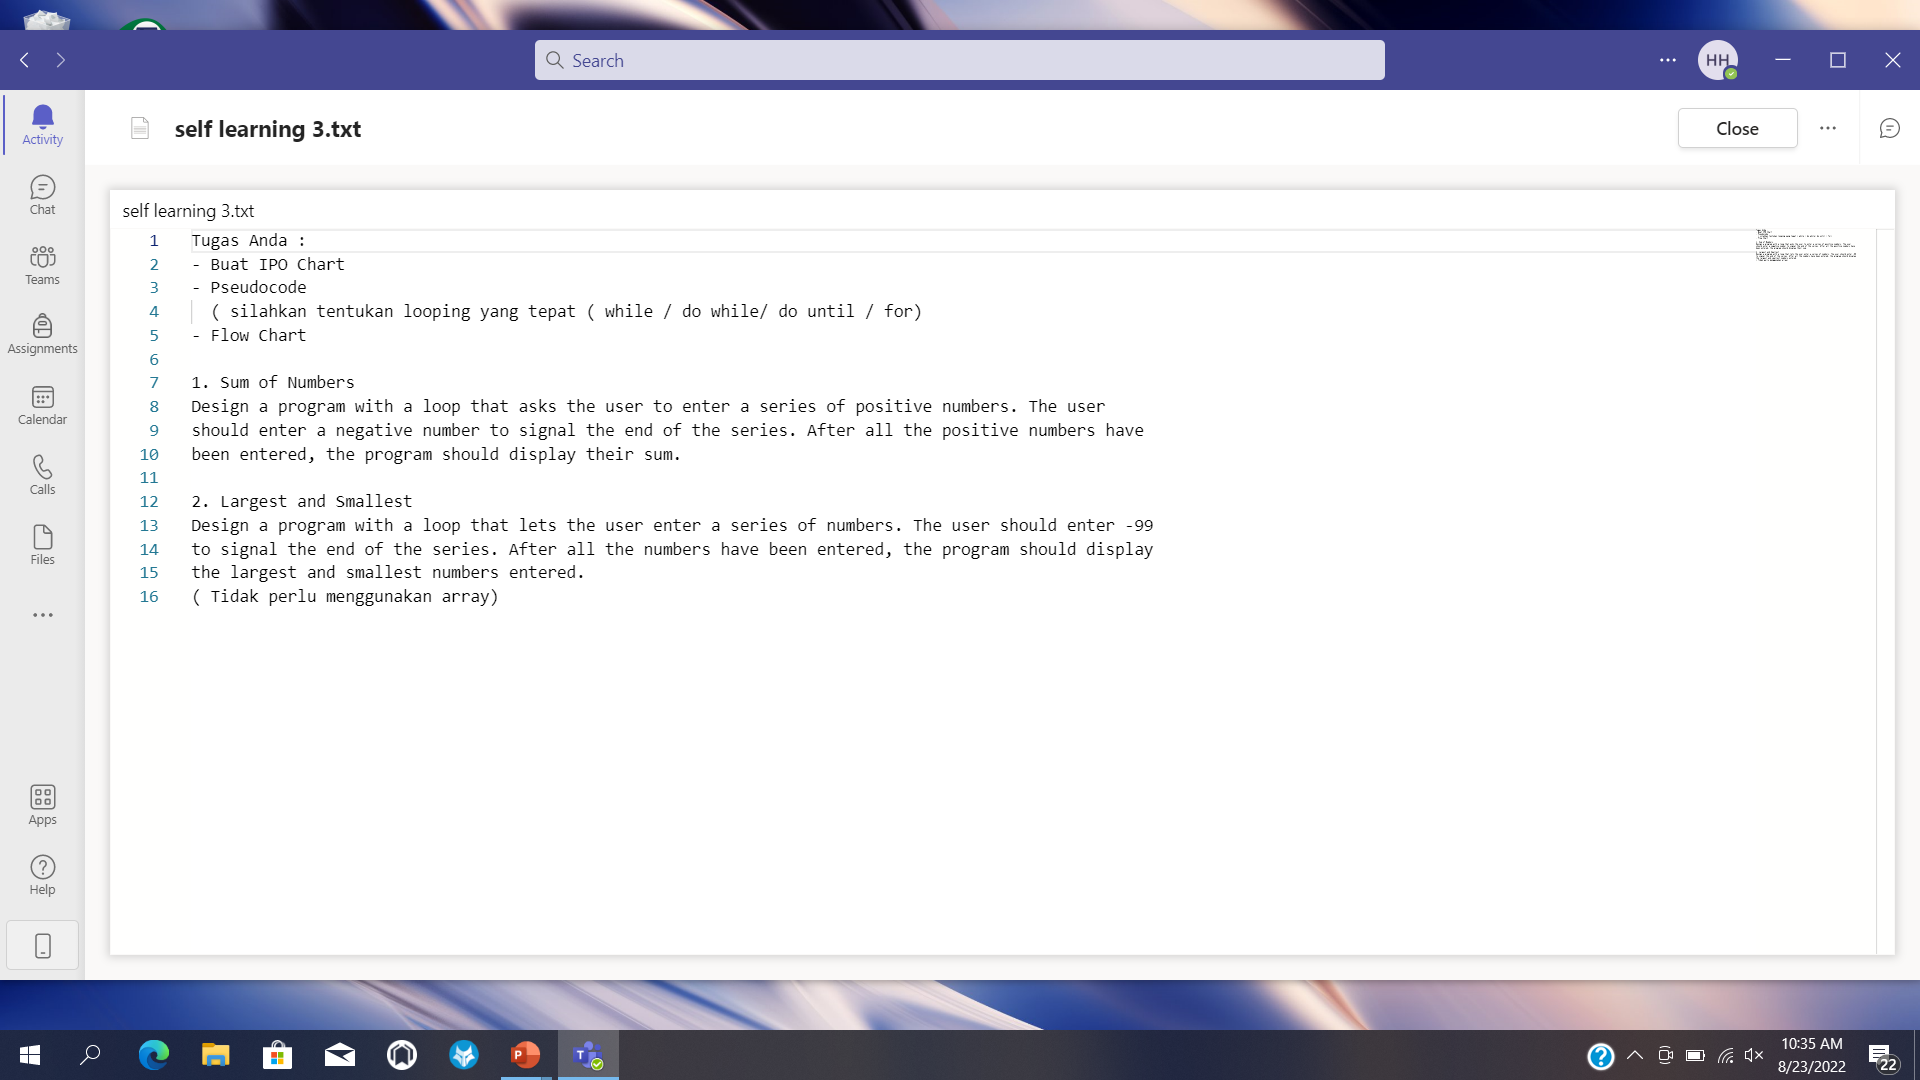 Search
HH
Activity
self learning 3.txt
Close
Chat
Teams
Assignments
Calendar
Calls
Files
Apps
Help
self learning 3.txt
1 Tugas Anda :
2 - Buat IPO Chart
3 - Pseudocode
4 ( silahkan tentukan looping yang tepat ( while / do while/ do until / for)
5 - Flow Chart
6
7 1. Sum of Numbers
8 Design a program with a loop that asks the user to enter a series of positive numbers. The user
9 should enter a negative number to signal the end of the series. After all the positive numbers have
10 been entered, the program should display their sum.
11
12 2. Largest and Smallest
13 Design a program with a loop that lets the user enter a series of numbers. The user should enter -99
14 to signal the end of the series. After all the numbers have been entered, the program should display
15 the largest and smallest numbers entered.
16 ( Tidak perlu menggunakan array)
10:35 AM
8/23/2022
22